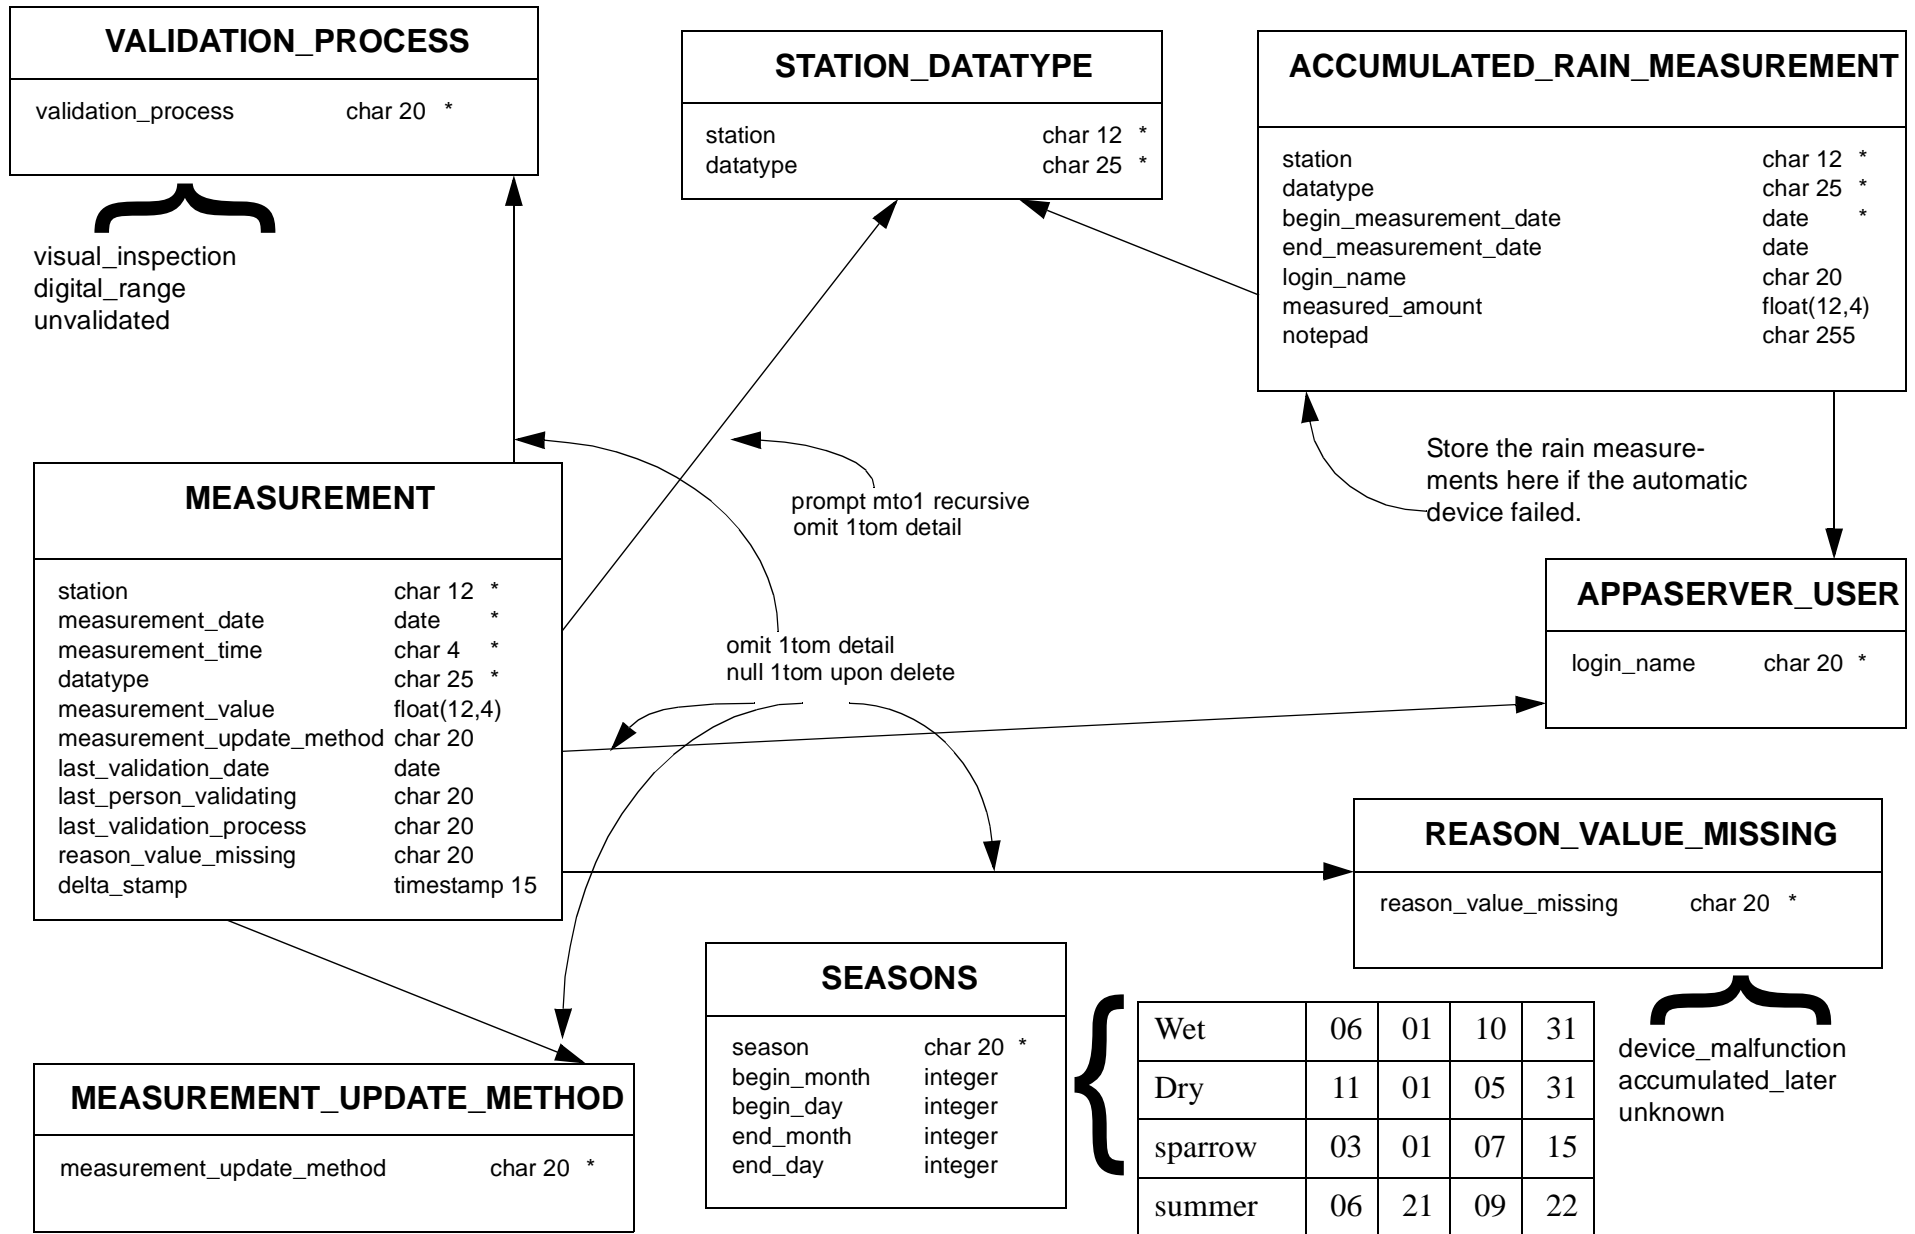 VALIDATION_PROCESS
validation_process char 20 *
visual_inspection
digital_range
unvalidated
STATION_DATATYPE
station char 12 *
datatype char 25 *
ACCUMULATED_RAIN_MEASUREMENT
station char 12 *
datatype char 25 *
begin_measurement_date date *
end_measurement_date date
login_name char 20
measured_amount float(12,4)
notepad char 255
Store the rain measure-
ments here if the automatic
device failed.
prompt mto1 recursive
omit 1tom detail
MEASUREMENT
station char 12 *
measurement_date date *
measurement_time char 4 *
datatype char 25 *
measurement_value float(12,4)
measurement_update_method char 20
last_validation_date date
last_person_validating char 20
last_validation_process char 20
reason_value_missing char 20
delta_stamp timestamp 15
omit 1tom detail
null 1tom upon delete
APPASERVER_USER
login_name char 20 *
REASON_VALUE_MISSING
reason_value_missing char 20 *
device_malfunction
accumulated_later
unknown
SEASONS
season char 20 *
begin_month integer
begin_day integer
end_month integer
end_day integer
Wet 06 01 10 31
Dry 11 01 05 31
sparrow 03 01 07 15
summer 06 21 09 22
MEASUREMENT_UPDATE_METHOD
measurement_update_method char 20 *